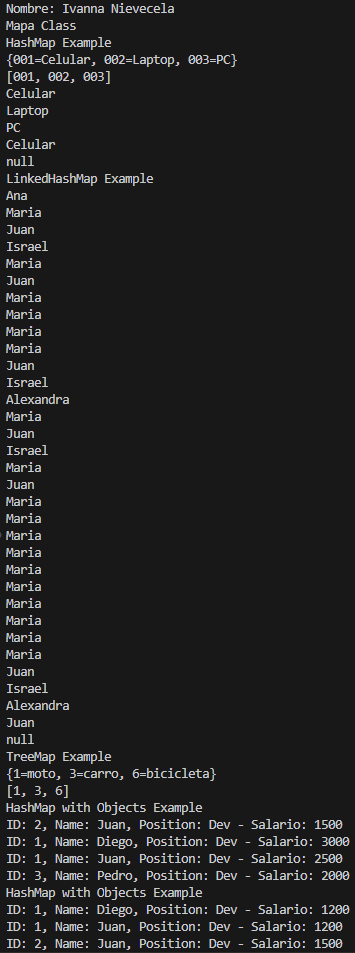 Nombre: Ivanna Nievecela
Mapa Class
HashMap Example
{001=Celular, 002=Laptop, 003=PC}
[001, 002, 003]
Celular
Laptop
PC
Celular
null
LinkedHashMap Example
Ana
Maria
Juan
Israel
Maria
Juan
Maria
Maria
Maria
Maria
Juan
Israel
Alexandra
Maria
Juan
Israel
Maria
Juan
Maria
Maria
Maria
Maria
Maria
Maria
Maria
Maria
Maria
Maria
Juan
Israel
Alexandra
Juan
null
TreeMap Example
{1=moto, 3=carro, 6=bicicleta}
[1, 3, 6]
HashMap with Objects Example
ID: 2, Name: Juan, Position: Dev - Salario: 1500
ID: 1, Name: Diego, Position: Dev - Salario: 3000
ID: 1, Name: Juan, Position: Dev - Salario: 2500
ID: 3, Name: Pedro, Position: Dev - Salario: 2000
HashMap with Objects Example
ID: 1, Name: Diego, Position: Dev - Salario: 1200
ID: 1, Name: Juan, Position: Dev - Salario: 1200
ID: 2, Name: Juan, Position: Dev - Salario: 1500